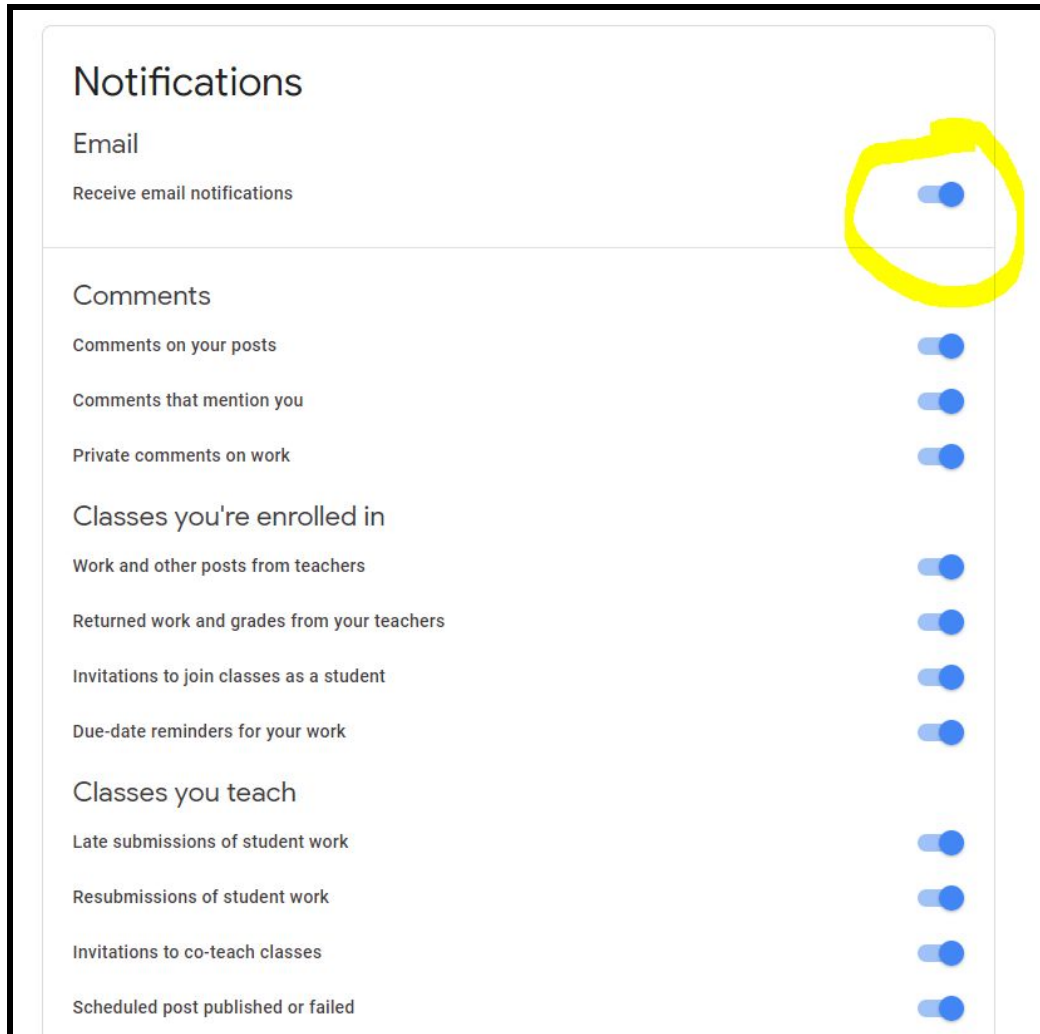 Notifications
Email
Receive email notifications
Comments
Comments on your posts
Comments that mention you
Private comments on work
Classes you're enrolled in
Work and other posts from teachers
Returned work and grades from your teachers
Invitations to join classes as a student
Due-date reminders for your work
Classes you teach
Late submissions of student work
Resubmissions of student work
Invitations to co-teach classes
Scheduled post published or failed